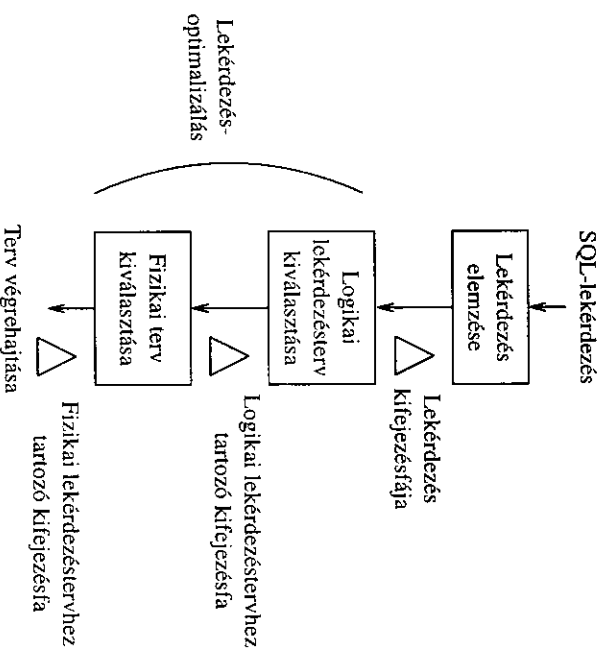 SQL-lekérdezés
Lekérdezés
elemzése
Lekérdezés
kifejezésfája
Logikai
lekérdezésterv
kiválasztása
Logikai lekérdezéstervhez
tartozó kifejezésfa
Lekérdezés-
optimalizálás
Fizikai terv
kiválasztása
Fizikai lekérdezéstervhez
tartozó kifejezésfa
Terv végrehajtása